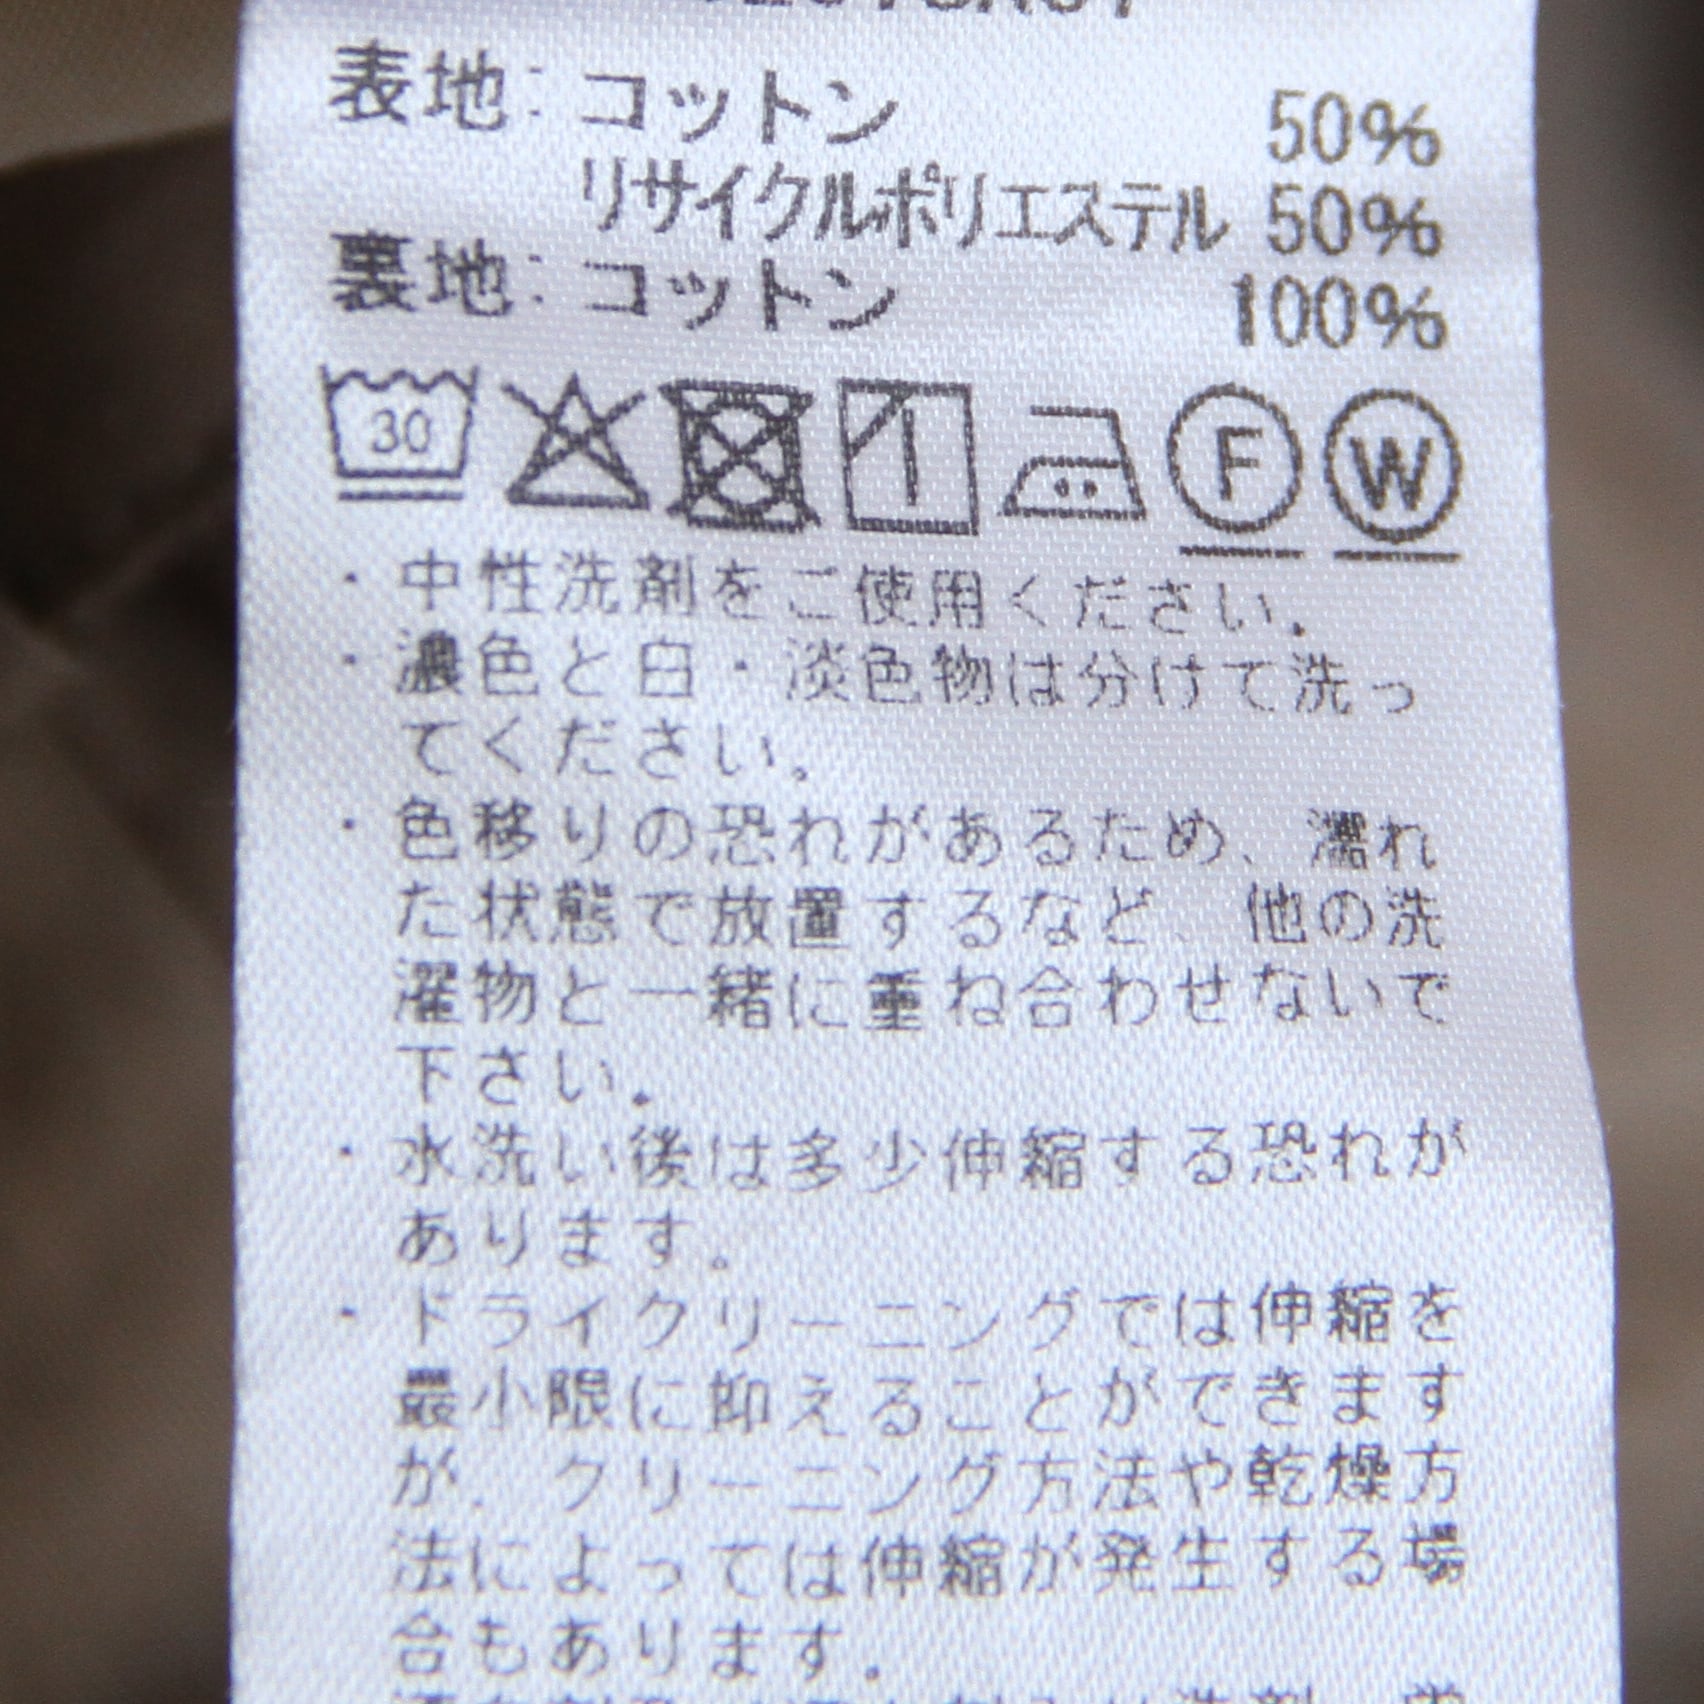 表地: コットン 50%
リサイクルポリエステル 50%
裏地: コットン 100%
30 F W
・中性洗剤をご使用ください。
・濃色と白・淡色物は分けて洗っ
てください。
・色移りの恐れがあるため、濡れ
た状態で放置するなど、他の洗
濯物と一緒に重ね合わせないで
下さい。
・水洗い後は多少伸縮する恐れが
あります。
・ドライクリーニングでは伸縮を
最小限に抑えることができます
が、クリーニング方法や乾燥方
法によっては伸縮が発生する場
合もあります。